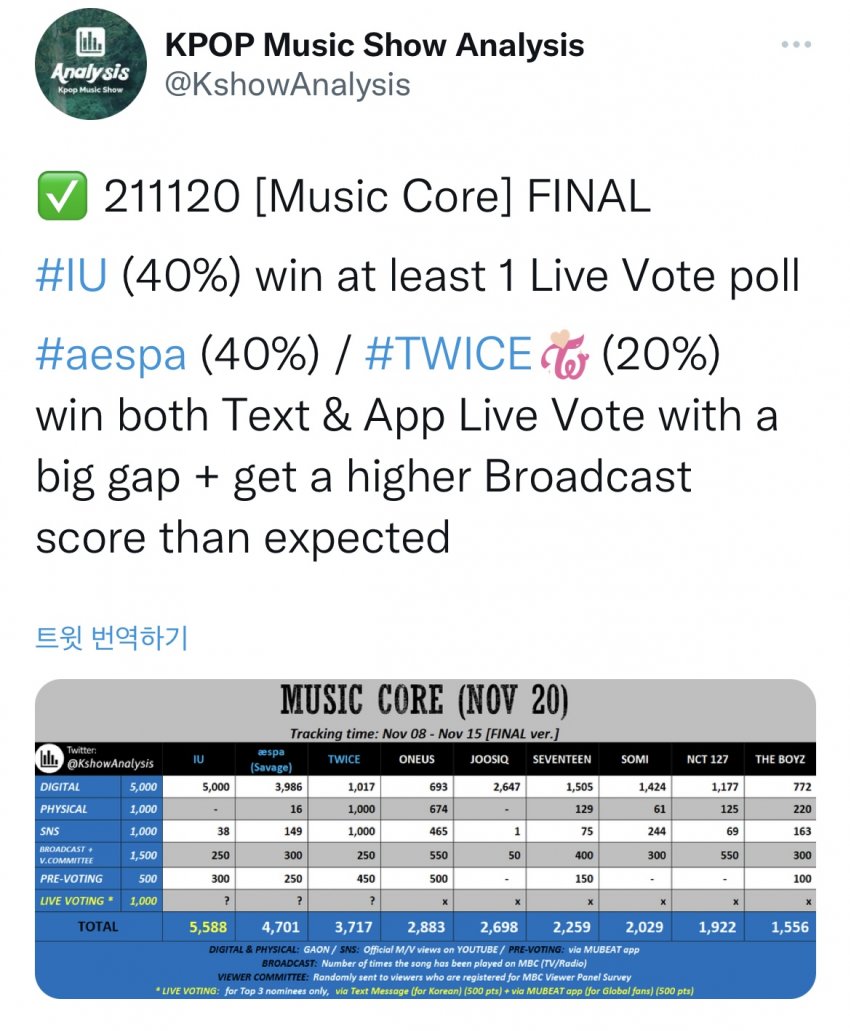 Analysis
Kpop Music Show
KPOP Music Show Analysis
@KshowAnalysis
✅ 211120 [Music Core] FINAL
#IU (40%) win at least 1 Live Vote poll
#aespa (40%) / #TWICE (20%)
win both Text & App Live Vote with a
big gap + get a higher Broadcast
score than expected
트윗 번역하기
MUSIC CORE (NOV 20)
Tracking time: Nov 08 - Nov 15 [FINAL ver.]
Twitter: @KshowAnalysis IU æspa (Savage) TWICE ONEUS JOOSIQ SEVENTEEN SOMI NCT 127 THE BOYZ
DIGITAL 5,000 5,000 3,986 1,017 693 2,647 1,505 1,424 1,177 772
PHYSICAL 1,000 - 16 1,000 674 - 129 61 125 220
SNS 1,000 38 149 1,000 465 1 75 244 69 163
BROADCAST + V.COMMITTEE 1,500 250 300 250 550 50 400 300 550 300
PRE-VOTING 500 300 250 450 500 - 150 - - 100
LIVE VOTING * 1,000 ? ? ? x x x x x x
TOTAL 5,588 4,701 3,717 2,883 2,698 2,259 2,029 1,922 1,556
DIGITAL & PHYSICAL: GAON / SNS: Official M/V views on YOUTUBE / PRE-VOTING: via MUBEAT app
BROADCAST: Number of times the song has been played on MBC (TV/Radio)
VIEWER COMMITTEE: Randomly sent to viewers who are registered for MBC Viewer Panel Survey
* LIVE VOTING: for Top 3 nominees only, via Text Message (for Korean) (500 pts) + via MUBEAT app (for Global fans) (500 pts)